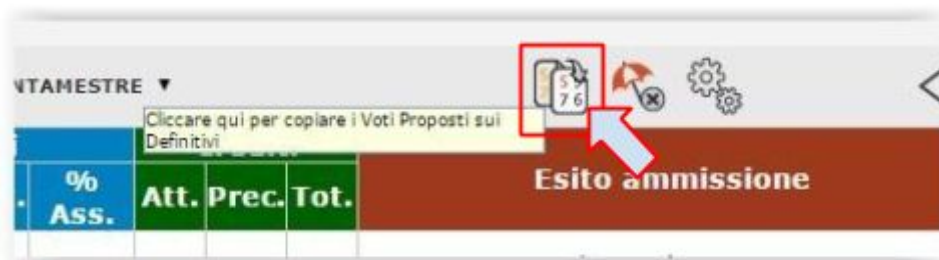 NTAMESTRE ▼
Cliccare qui per copiare i Voti Proposti sui
Definitivi
% Ass.
Att.
Prec.
Tot.
Esito ammissione